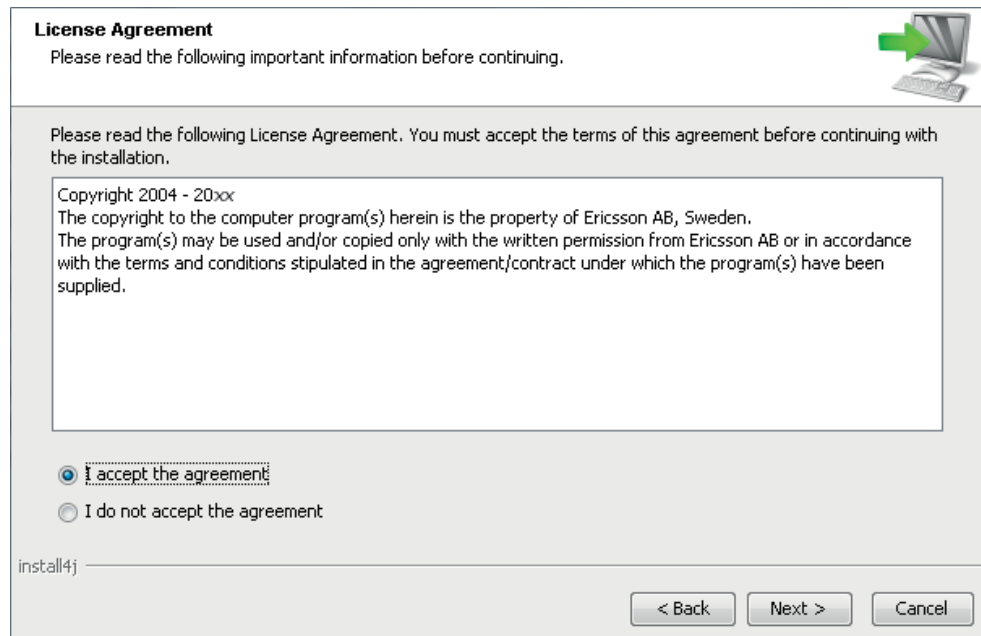 License Agreement
Please read the following important information before continuing.
Please read the following License Agreement. You must accept the terms of this agreement before continuing with
the installation.
Copyright 2004 - 20xx
The copyright to the computer program(s) herein is the property of Ericsson AB, Sweden.
The program(s) may be used and/or copied only with the written permission from Ericsson AB or in accordance
with the terms and conditions stipulated in the agreement/contract under which the program(s) have been
supplied.
I accept the agreement
I do not accept the agreement
install4j
< Back
Next >
Cancel